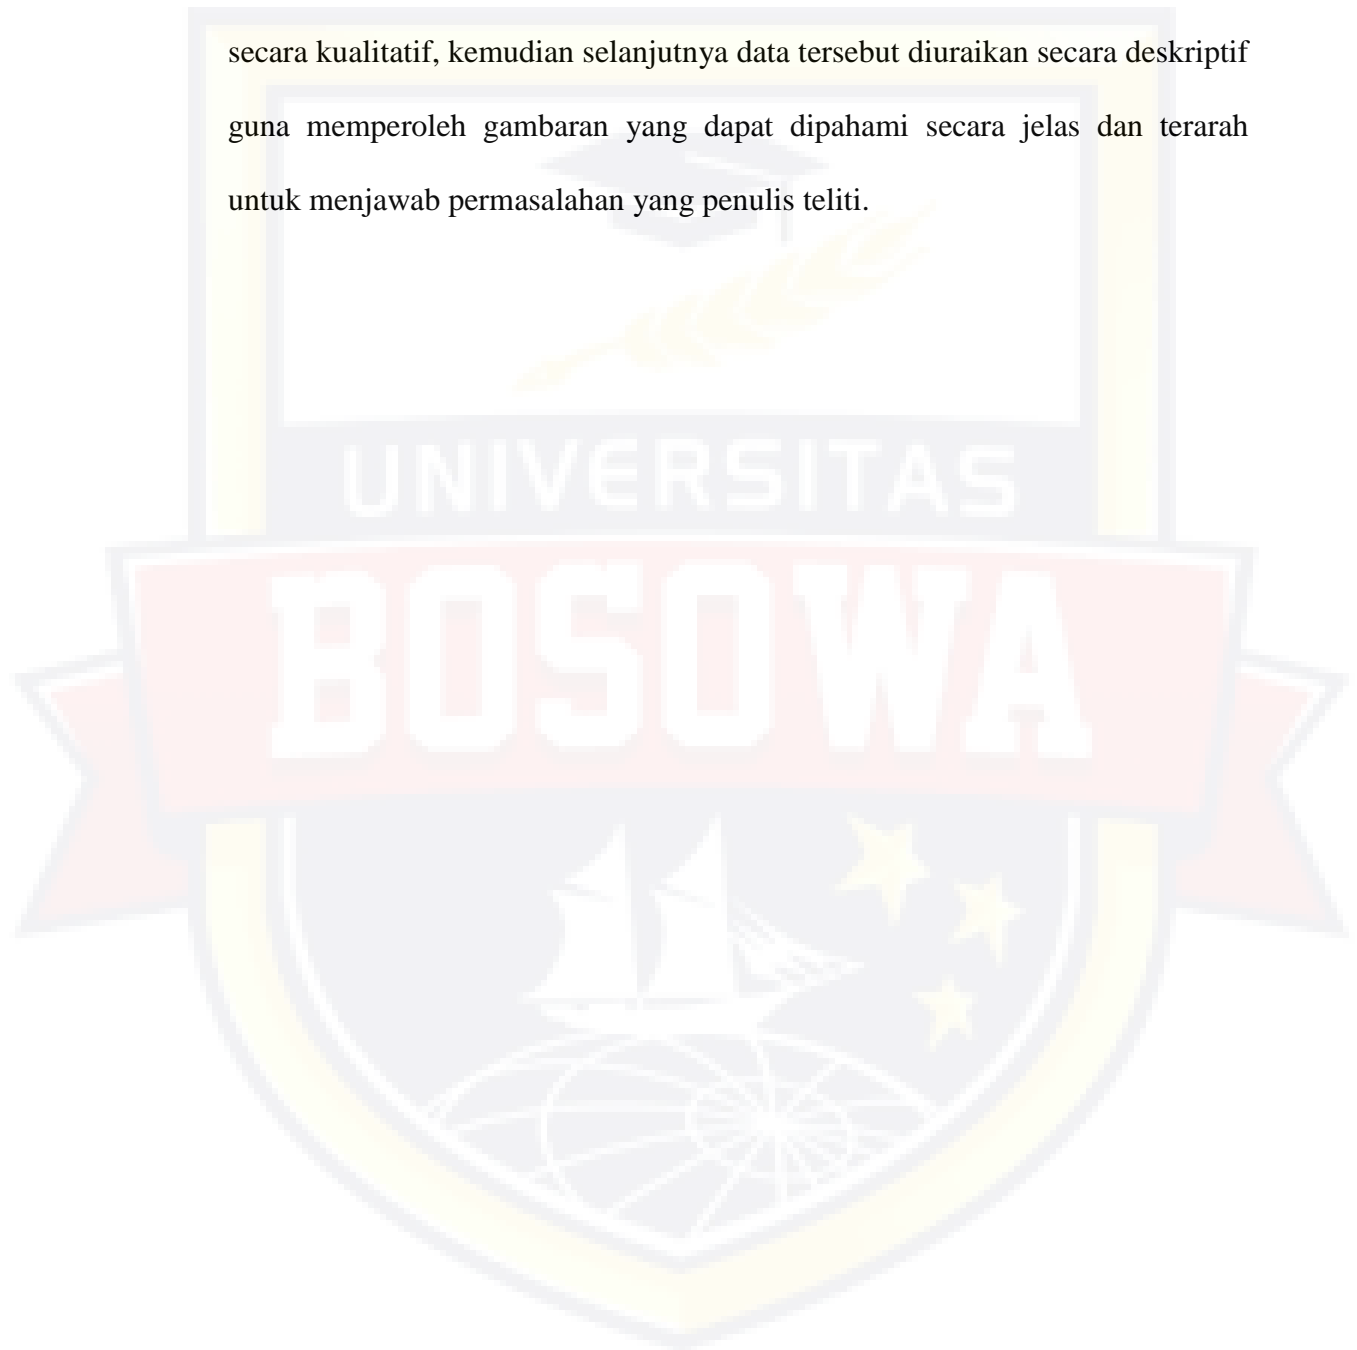 secara kualitatif, kemudian selanjutnya data tersebut diuraikan secara deskriptif
guna memperoleh gambaran yang dapat dipahami secara jelas dan terarah
untuk menjawab permasalahan yang penulis teliti.
UNIVERSITAS
BOSOWA